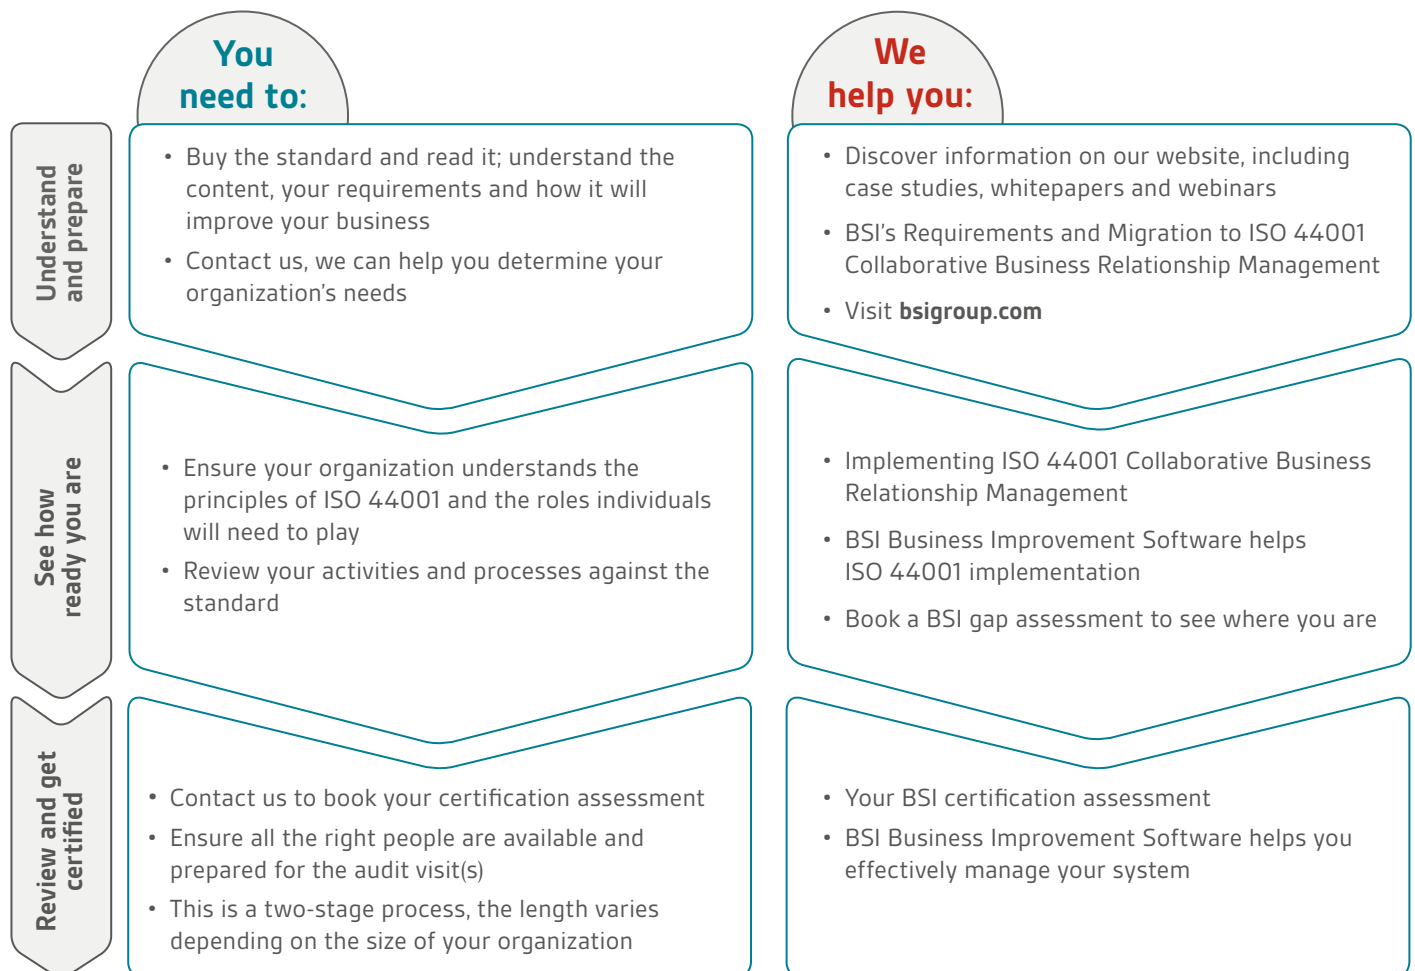 You
need to:
We
help you:
Understand
and prepare
• Buy the standard and read it; understand the
content, your requirements and how it will
improve your business
• Contact us, we can help you determine your
organization’s needs
• Discover information on our website, including
case studies, whitepapers and webinars
• BSI’s Requirements and Migration to ISO 44001
Collaborative Business Relationship Management
• Visit bsigroup.com
See how
ready you are
• Ensure your organization understands the
principles of ISO 44001 and the roles individuals
will need to play
• Review your activities and processes against the
standard
• Implementing ISO 44001 Collaborative Business
Relationship Management
• BSI Business Improvement Software helps
ISO 44001 implementation
• Book a BSI gap assessment to see where you are
Review and get
certified
• Contact us to book your certification assessment
• Ensure all the right people are available and
prepared for the audit visit(s)
• This is a two-stage process, the length varies
depending on the size of your organization
• Your BSI certification assessment
• BSI Business Improvement Software helps you
effectively manage your system